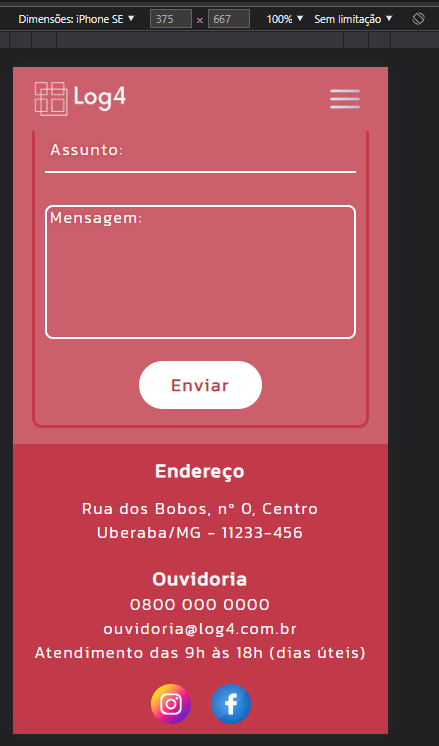 Dimensões: iPhone SE ▼ 375 × 667 100% ▼ Sem limitação ▼
Log4
Assunto:
Mensagem:
Enviar
Endereço
Rua dos Bobos, nº 0, Centro
Uberaba/MG - 11233-456
Ouvidoria
0800 000 0000
ouvidoria@log4.com.br
Atendimento das 9h às 18h (dias úteis)